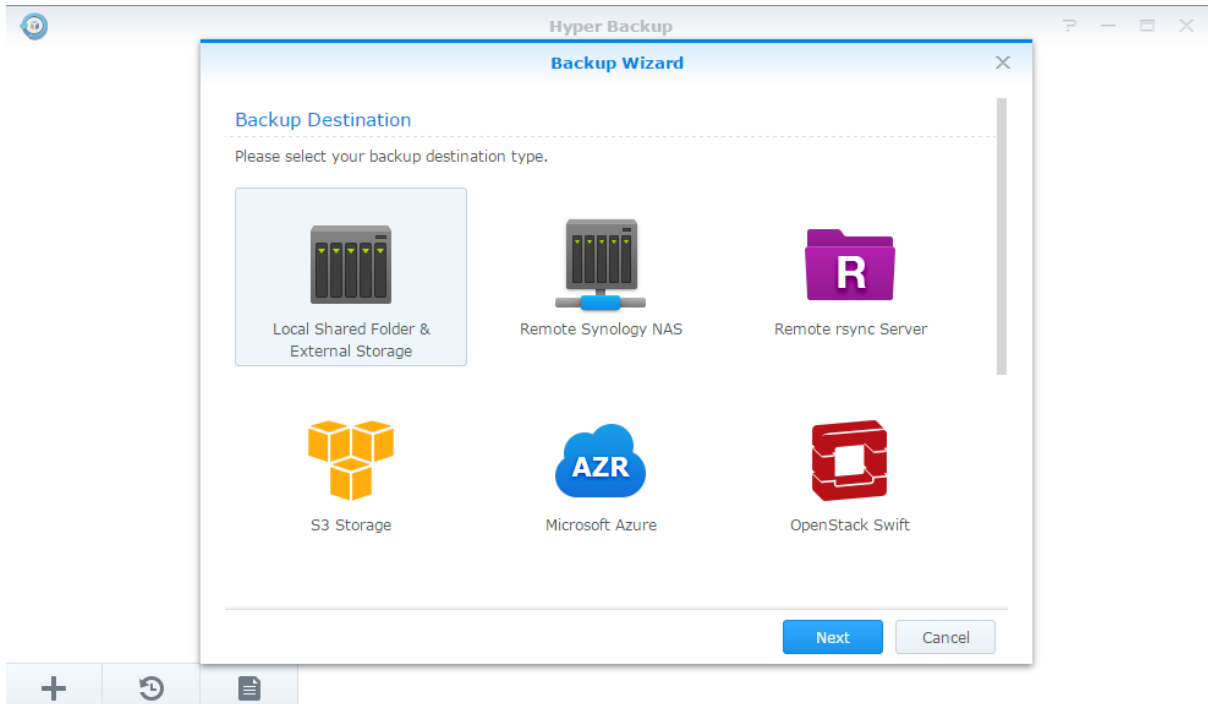 Hyper Backup
Backup Wizard
Backup Destination
Please select your backup destination type.
Local Shared Folder &
External Storage
Remote Synology NAS
R
Remote rsync Server
S3 Storage
AZR
Microsoft Azure
OpenStack Swift
Next
Cancel